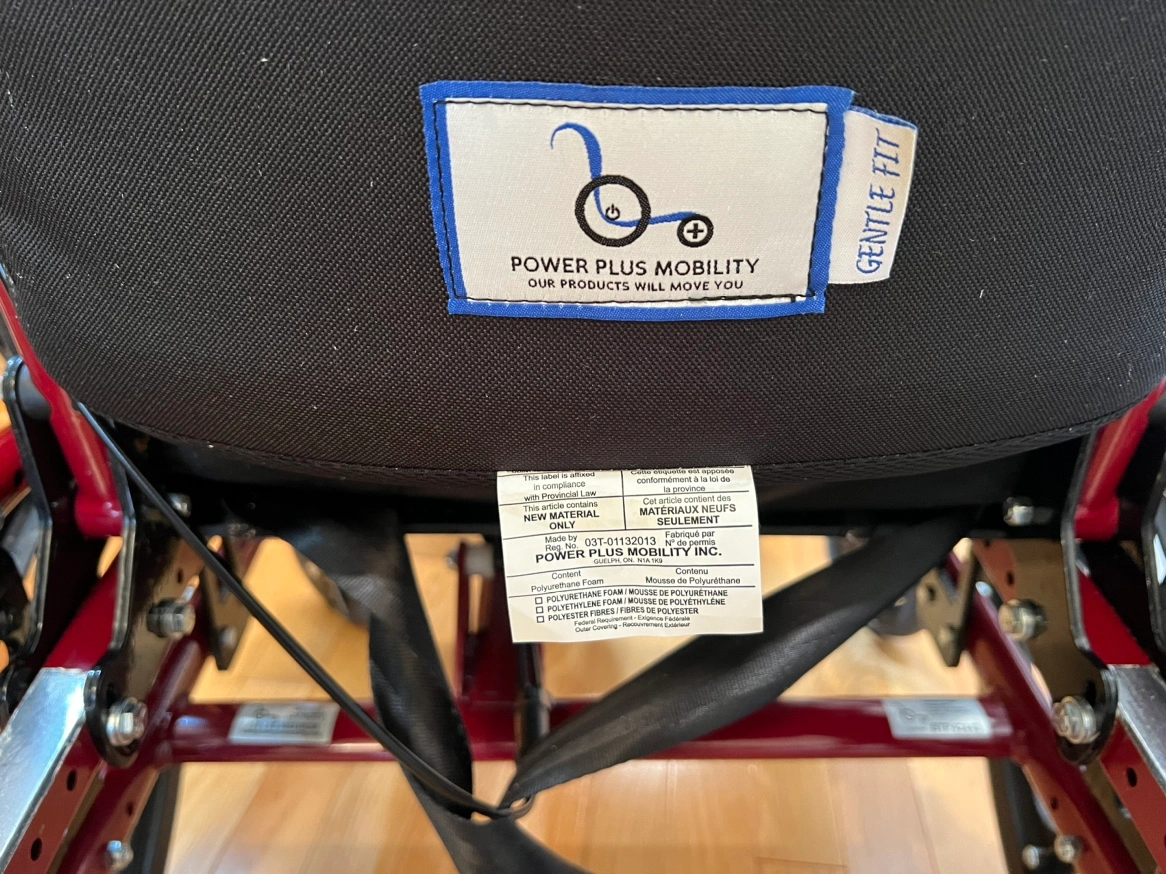 POWER PLUS MOBILITY
OUR PRODUCTS WILL MOVE YOU
GENTLE FIT
This label is affixed
in compliance
with Provincial Law
Cette étiquette est apposée
conformément à la loi de
la province
This article contains
NEW MATERIAL
ONLY
Cet article contient des
MATÉRIAUX NEUFS
SEULEMENT
Made by
Reg. No. 03T-01132013
Fabriqué par
N° de permis
POWER PLUS MOBILITY INC.
GUELPH, ON. N1A 1K9
Content
Polyurethane Foam
Contenu
Mousse de Polyuréthane
POLYURETHANE FOAM / MOUSSE DE POLYURÉTHANE
POLYETHYLENE FOAM / MOUSSE DE POLYÉTHYLÈNE
POLYESTER FIBRES / FIBRES DE POLYESTER
Federal Requirement - Exigence Fédérale
Outer Covering - Recouvrement Extérieur